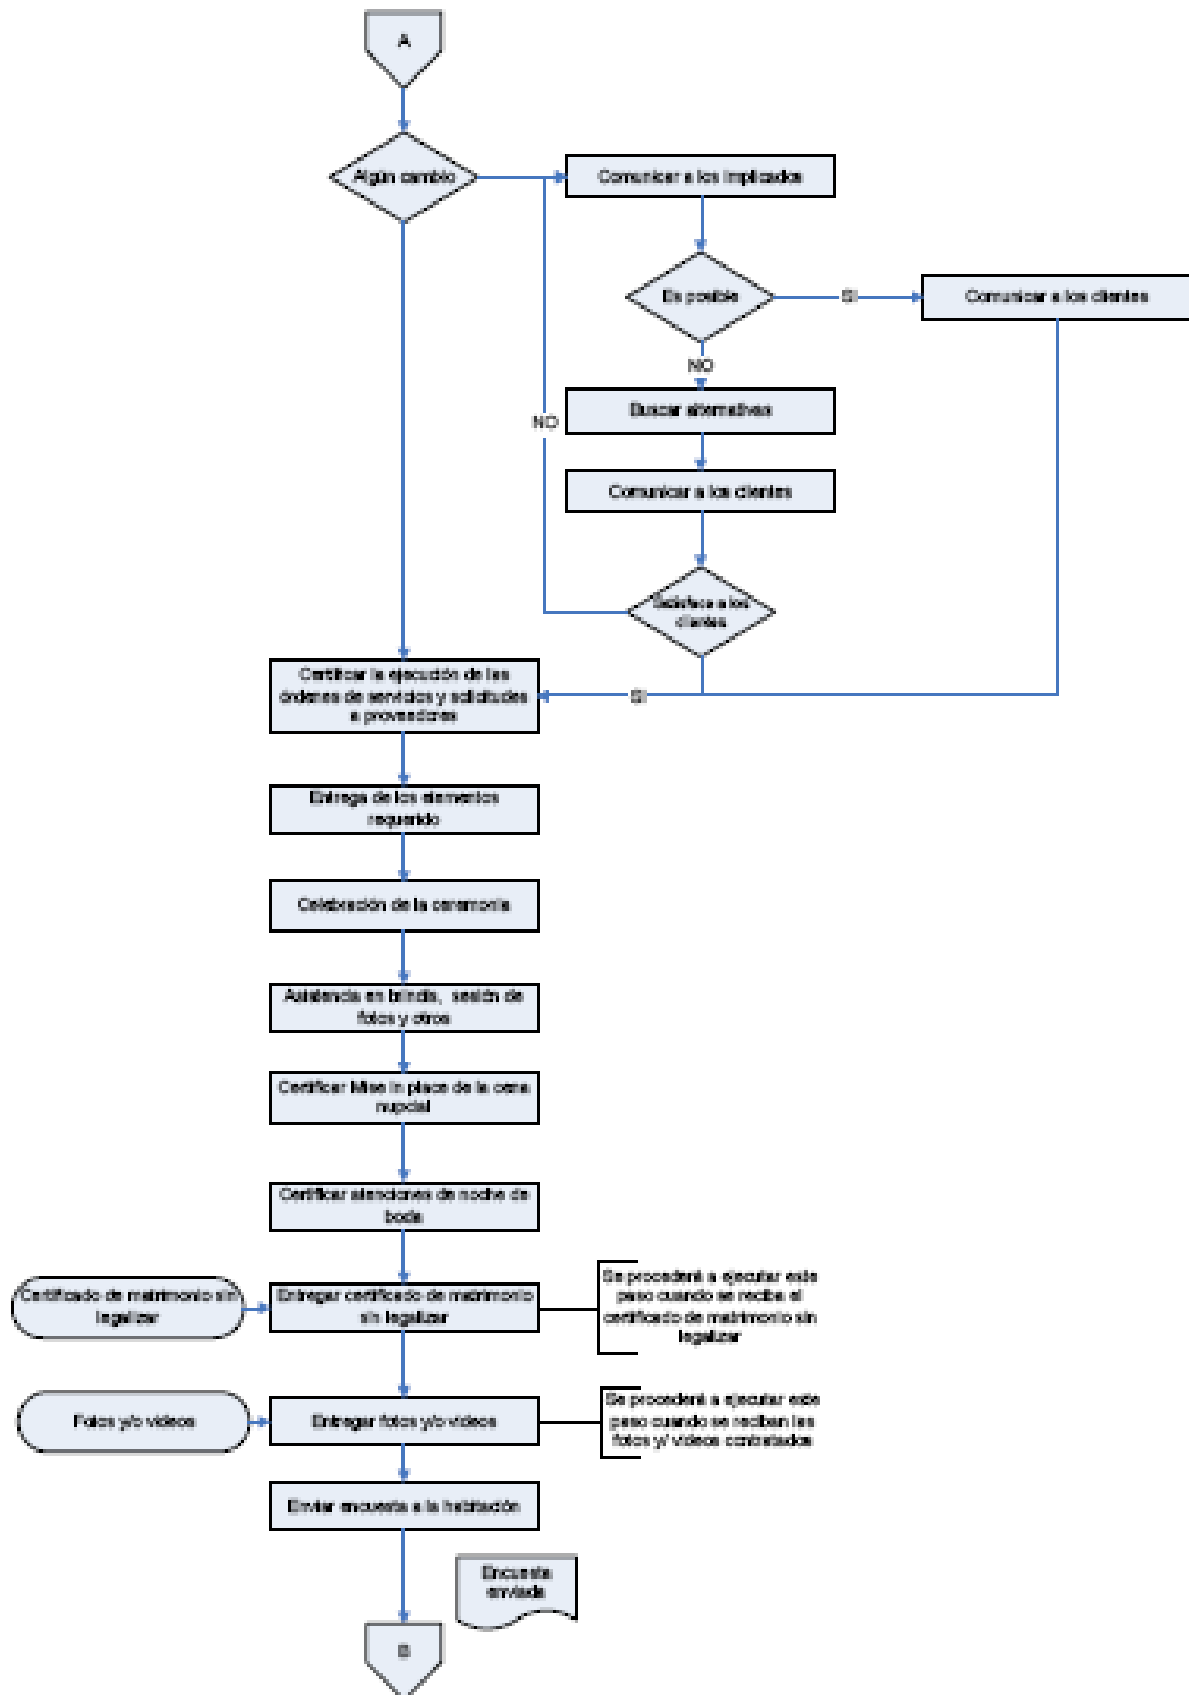 A
Algún cambio
Comunicar a los implicados
Es posible
SI
Comunicar a los clientes
NO
Buscar alternativas
NO
Comunicar a los clientes
Satisface a los
clientes
Certificar la ejecución de las
órdenes de servicios y solicitudes
a proveedores
SI
Entrega de los elementos
requerido
Celebración de la ceremonia
Asistencia en brindis, sesión de
fotos y otros
Certificar Mise in place de la cena
nupcial
Certificar atenciones de noche de
boda
Certificado de matrimonio sin
legalizar
Entregar certificado de matrimonio
sin legalizar
Se procederá a ejecutar este
paso cuando se reciba el
certificado de matrimonio sin
legalizar
Fotos y/o videos
Entregar fotos y/o videos
Se procederá a ejecutar este
paso cuando se reciban las
fotos y/ videos contratados
Enviar encuesta a la habitación
Encuesta
enviada
B